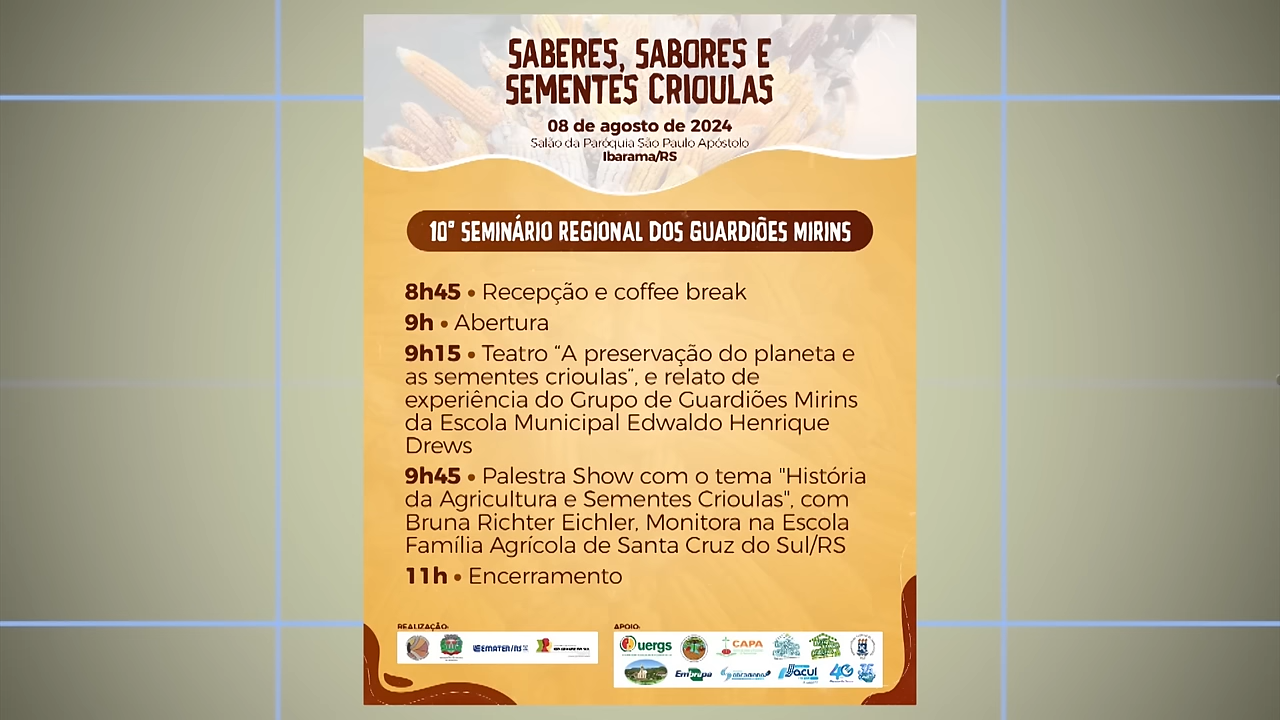 SABERES, SABORES E
SEMENTES CRIOULAS
08 de agosto de 2024
Salão da Paróquia São Paulo Apóstolo
Ibarama/RS
10º SEMINÁRIO REGIONAL DOS GUARDIÕES MIRINS
8h45 • Recepção e coffee break
9h • Abertura
9h15 • Teatro “A preservação do planeta e
as sementes crioulas”, e relato de
experiência do Grupo de Guardiões Mirins
da Escola Municipal Edwaldo Henrique
Drews
9h45 • Palestra Show com o tema "História
da Agricultura e Sementes Crioulas", com
Bruna Richter Eichler, Monitora na Escola
Família Agrícola de Santa Cruz do Sul/RS
11h • Encerramento
REALIZAÇÃO:
EMATER/RS
APOIO:
uergs
CAPA
Embrapa
Jacuí